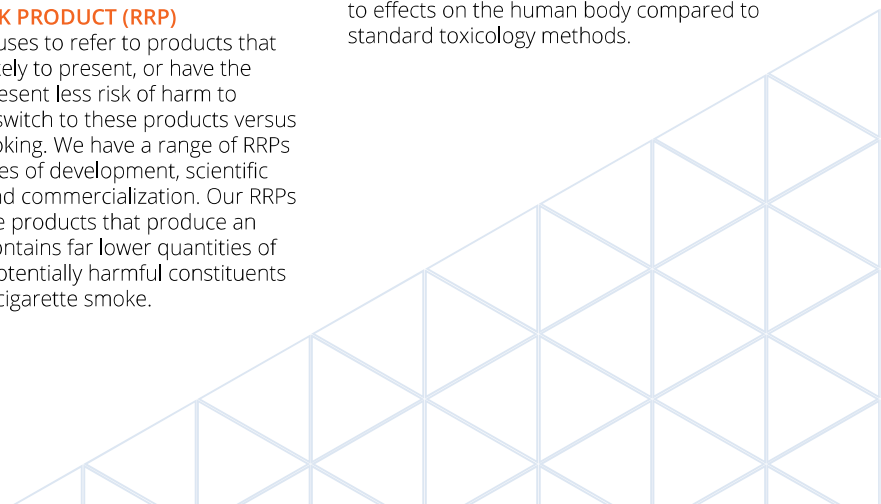 K PRODUCT (RRP)
uses to refer to products that
ely to present, or have the
esent less risk of harm to
switch to these products versus
oking. We have a range of RRPs
es of development, scientific
nd commercialization. Our RRPs
e products that produce an
ontains far lower quantities of
otentially harmful constituents
cigarette smoke.
to effects on the human body compared to
standard toxicology methods.